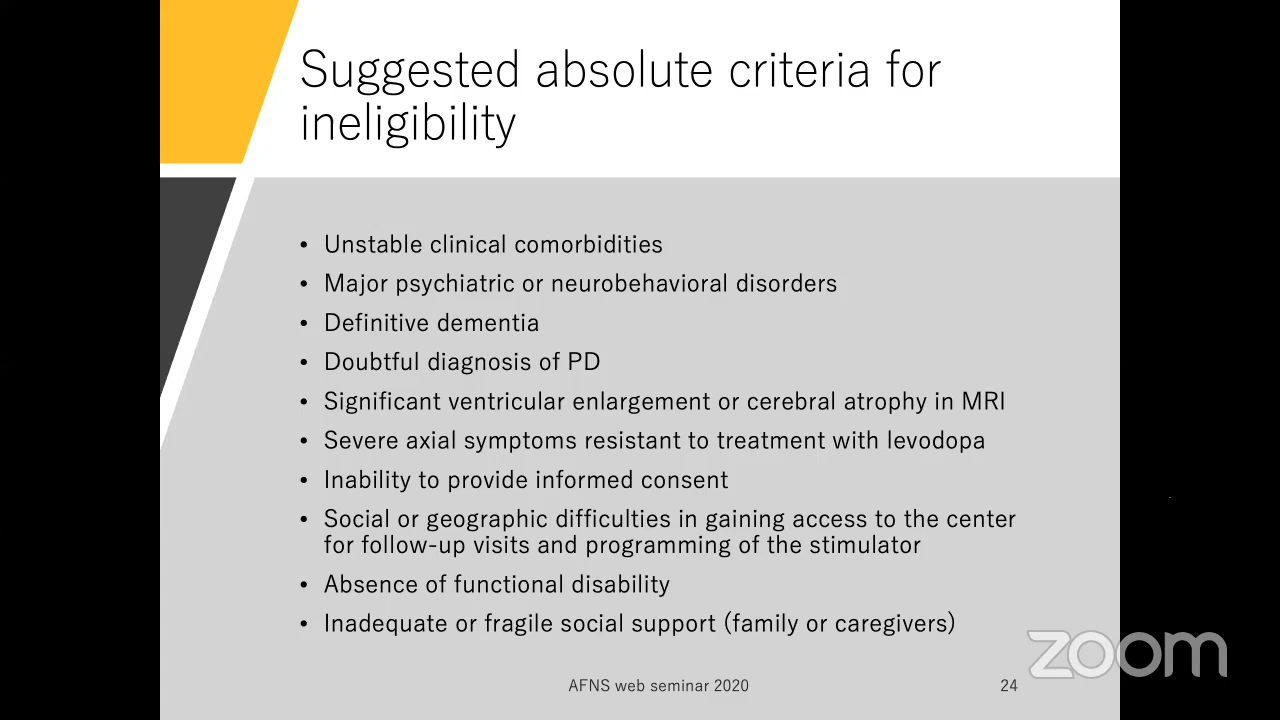 Suggested absolute criteria for
ineligibility
• Unstable clinical comorbidities
• Major psychiatric or neurobehavioral disorders
• Definitive dementia
• Doubtful diagnosis of PD
• Significant ventricular enlargement or cerebral atrophy in MRI
• Severe axial symptoms resistant to treatment with levodopa
• Inability to provide informed consent
• Social or geographic difficulties in gaining access to the center
for follow-up visits and programming of the stimulator
• Absence of functional disability
• Inadequate or fragile social support (family or caregivers)
AFNS web seminar 2020
24
zoom